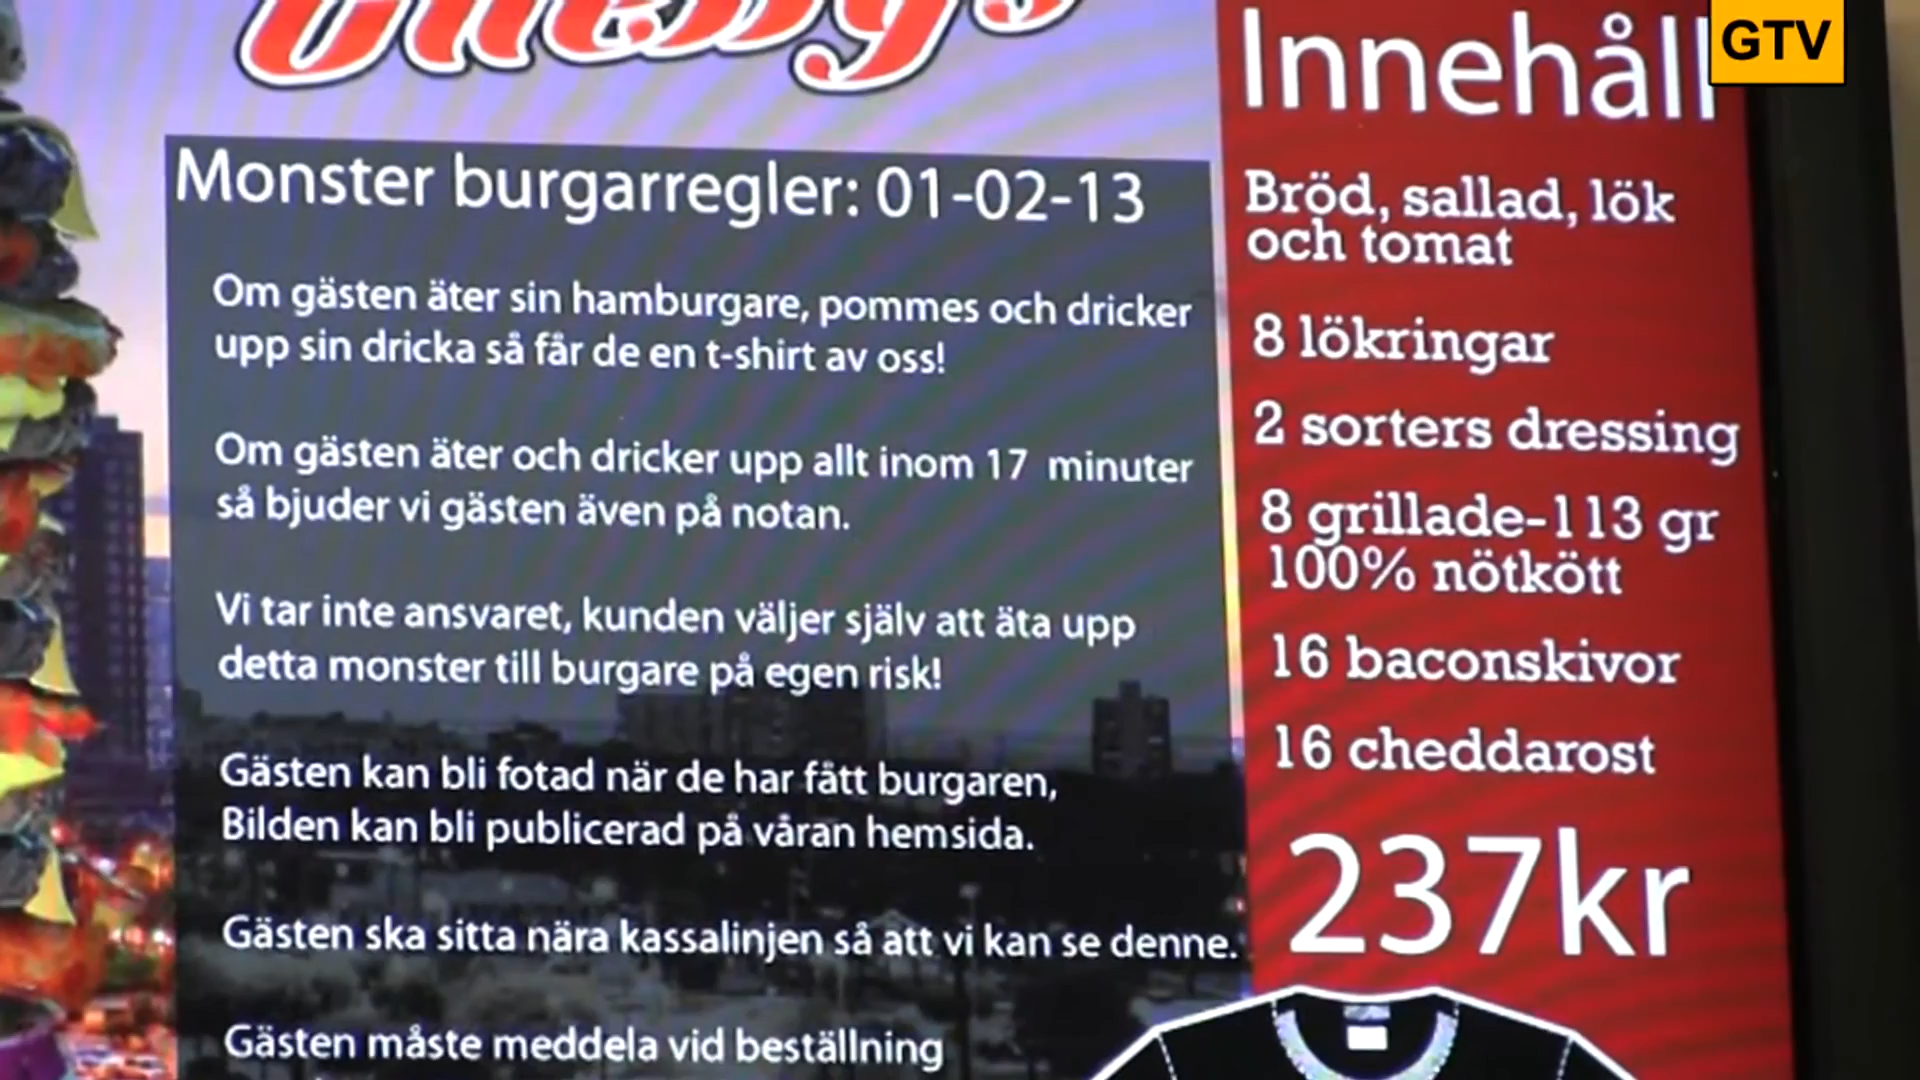 Monster burgarregler: 01-02-13
Om gästen äter sin hamburgare, pommes och dricker
upp sin dricka så får de en t-shirt av oss!
Om gästen äter och dricker upp allt inom 17 minuter
så bjuder vi gästen även på notan.
Vi tar inte ansvaret, kunden väljer själv att äta upp
detta monster till burgare på egen risk!
Gästen kan bli fotad när de har fått burgaren,
Bilden kan bli publicerad på våran hemsida.
Gästen ska sitta nära kassalinjen så att vi kan se denne.
Gästen måste meddela vid beställning
Innehåll
Bröd, sallad, lök
och tomat
8 lökringar
2 sorters dressing
8 grillade-113 gr
100% nötkött
16 baconskivor
16 cheddarost
237kr
GTV